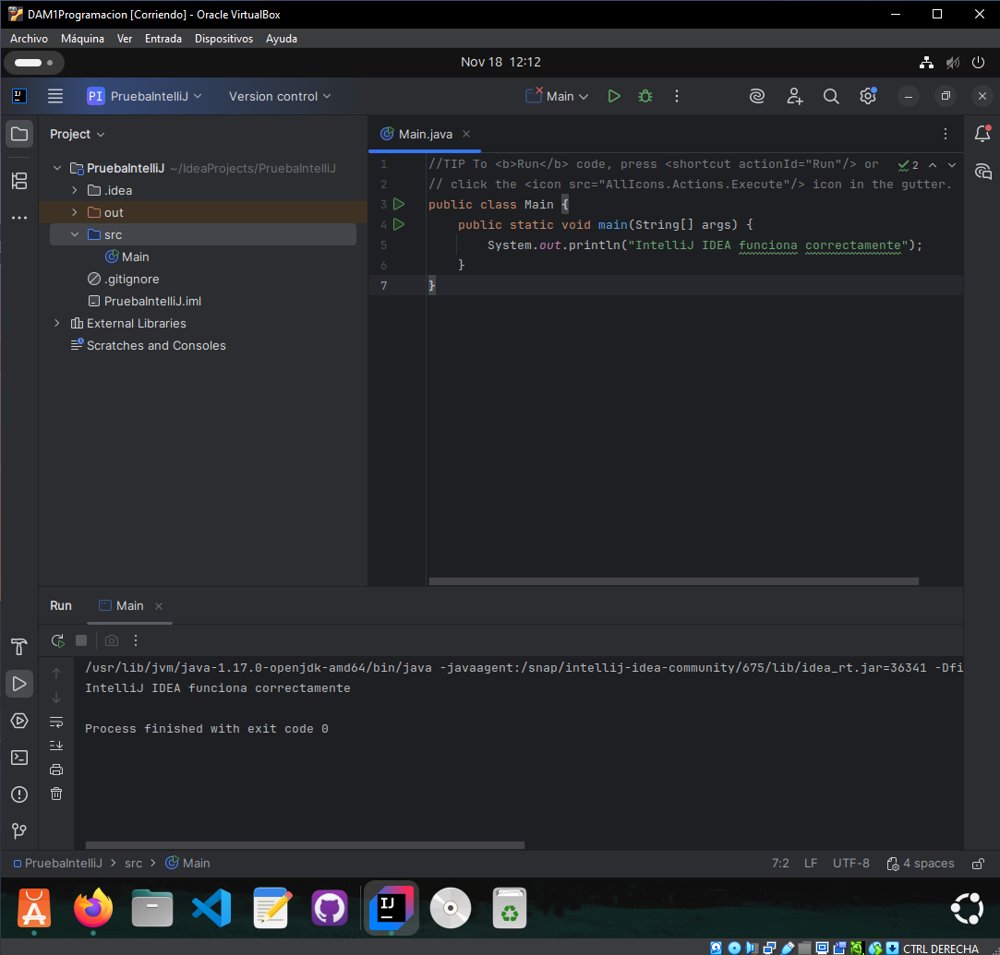 DAM1Programacion [Corriendo] - Oracle VirtualBox
Archivo Máquina Ver Entrada Dispositivos Ayuda
Nov 18 12:12
PI PruebaIntelliJ Version control Main
Project
Main.java
PruebaIntelliJ ~/IdeaProjects/PruebaIntelliJ
.idea
out
src
Main
.gitignore
PruebaIntelliJ.iml
External Libraries
Scratches and Consoles
1 //TIP To <b>Run</b> code, press <shortcut actionId="Run"/> or 2
2 // click the <icon src="AllIcons.Actions.Execute"/> icon in the gutter.
3 public class Main {
4 public static void main(String[] args) {
5 System.out.println("IntelliJ IDEA funciona correctamente");
6 }
7 }
Run Main
/usr/lib/jvm/java-1.17.0-openjdk-amd64/bin/java -javaagent:/snap/intellij-idea-community/675/lib/idea_rt.jar=36341 -Dfi
IntelliJ IDEA funciona correctamente
Process finished with exit code 0
PruebaIntelliJ > src > Main 7:2 LF UTF-8 4 spaces
IJ
CTRL DERECHA